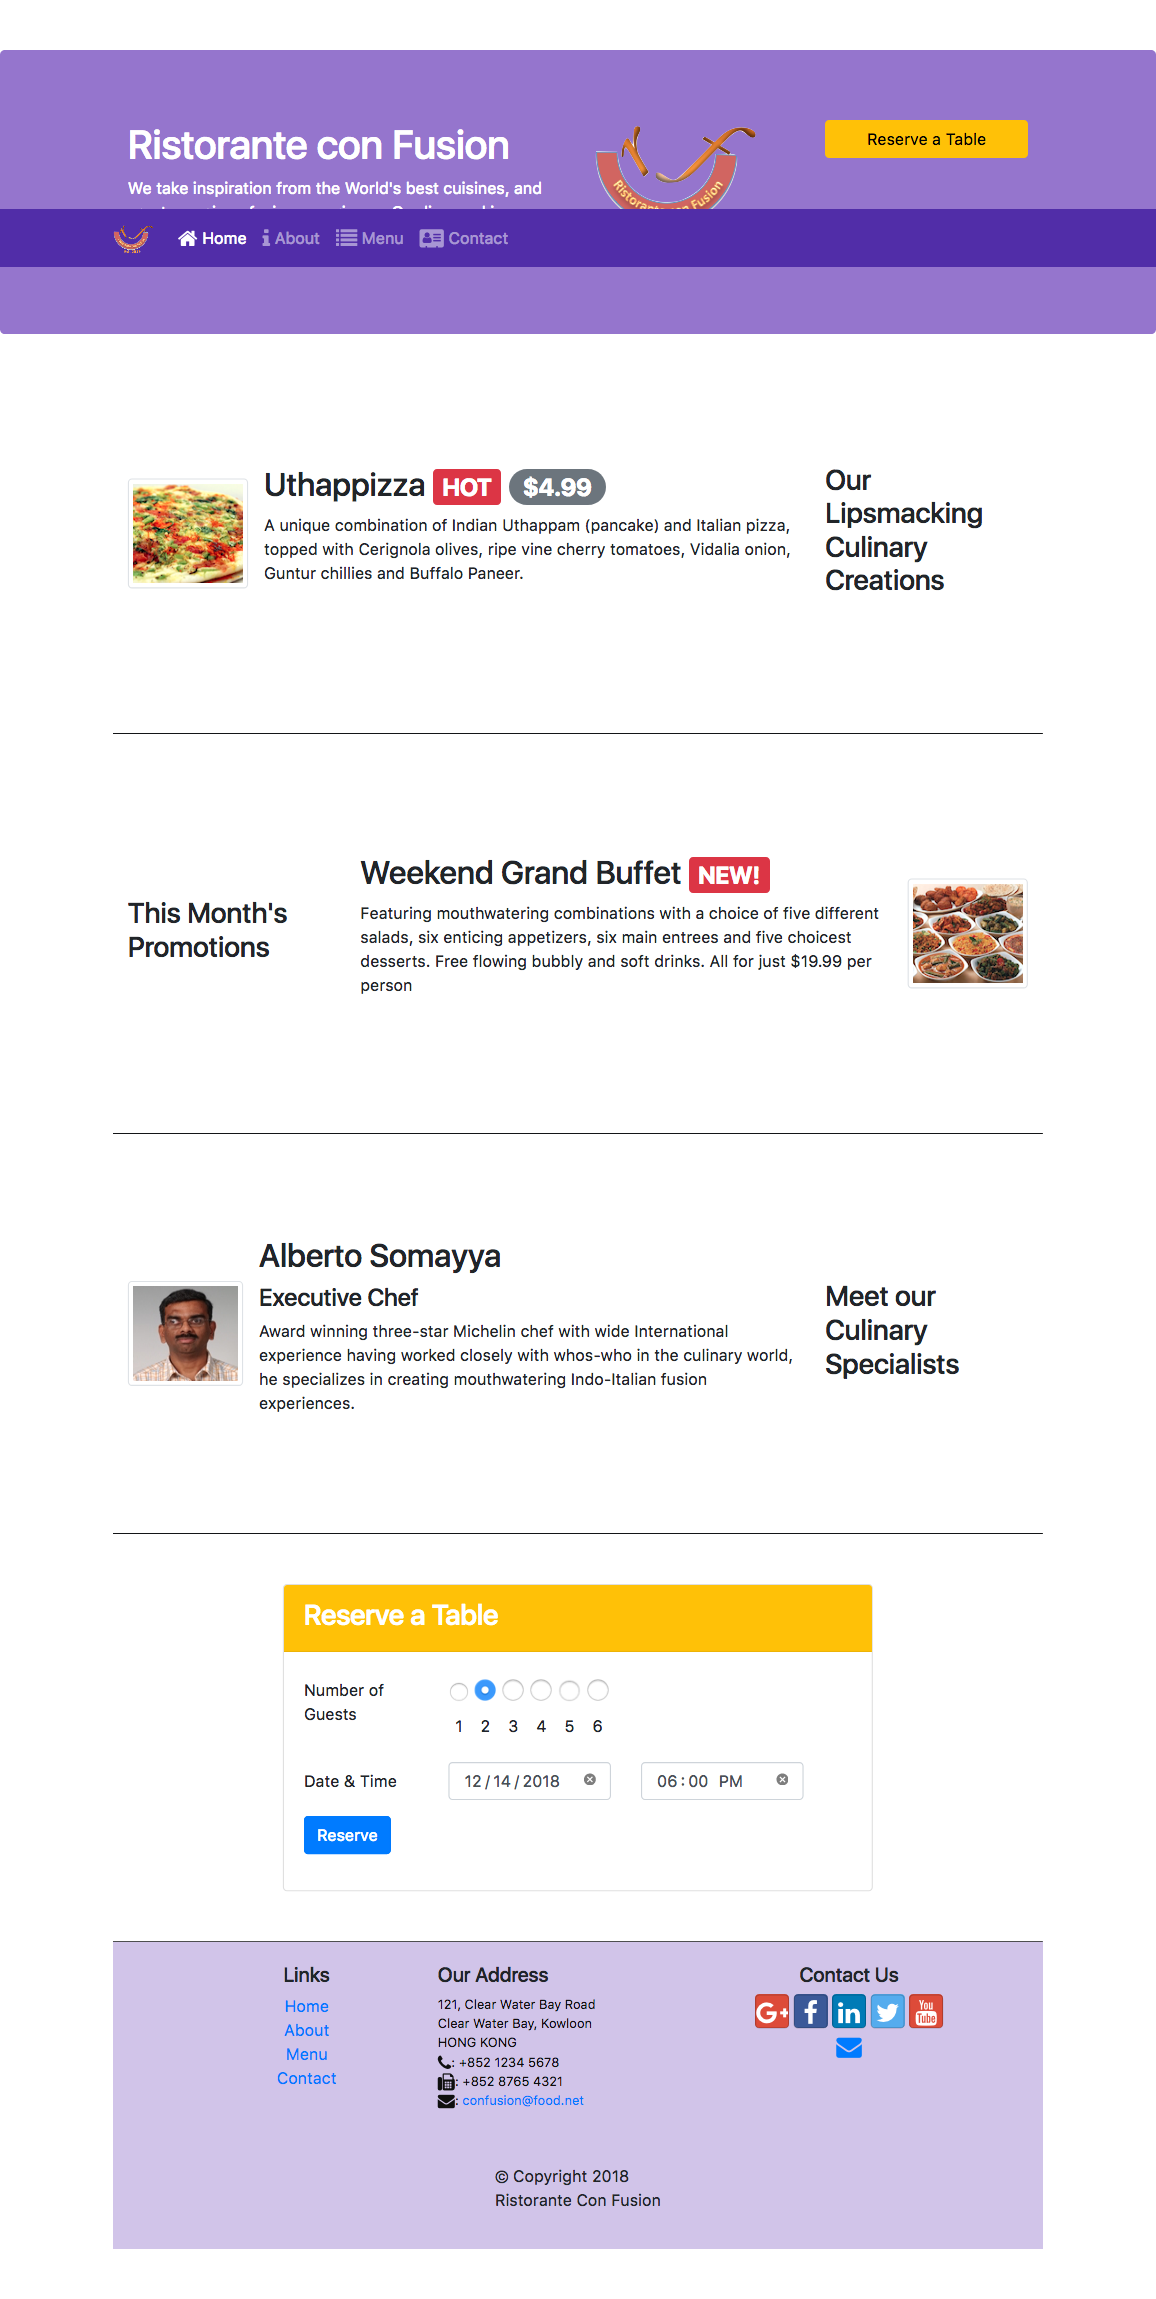 Ristorante con Fusion
We take inspiration from the World's best cuisines, and
Ristorante con Fusion
Reserve a Table
Home About Menu Contact
Uthappizza HOT $4.99
A unique combination of Indian Uthappam (pancake) and Italian pizza,
topped with Cerignola olives, ripe vine cherry tomatoes, Vidalia onion,
Guntur chillies and Buffalo Paneer.
Our
Lipsmacking
Culinary
Creations
This Month's
Promotions
Weekend Grand Buffet NEW!
Featuring mouthwatering combinations with a choice of five different
salads, six enticing appetizers, six main entrees and five choicest
desserts. Free flowing bubbly and soft drinks. All for just $19.99 per
person
Alberto Somayya
Executive Chef
Award winning three-star Michelin chef with wide International
experience having worked closely with whos-who in the culinary world,
he specializes in creating mouthwatering Indo-Italian fusion
experiences.
Meet our
Culinary
Specialists
Reserve a Table
Number of
Guests
1 2 3 4 5 6
Date & Time 12/14/2018 06:00 PM
Reserve
Links
Home
About
Menu
Contact
Our Address
121, Clear Water Bay Road
Clear Water Bay, Kowloon
HONG KONG
: +852 1234 5678
: +852 8765 4321
: confusion@food.net
Contact Us
G+ f in You Tube
© Copyright 2018
Ristorante Con Fusion